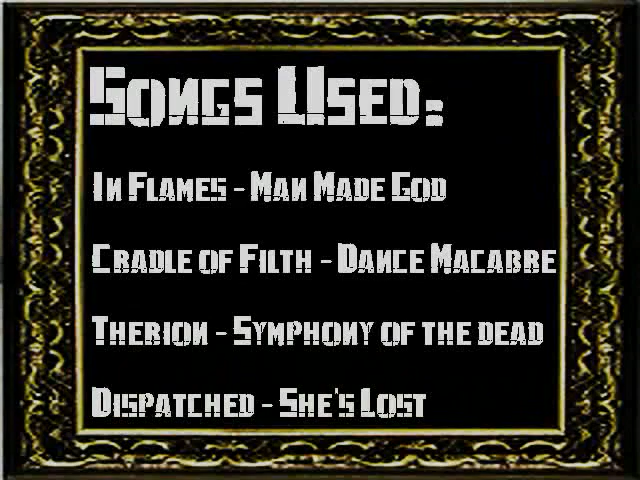 Songs Used:
In Flames - Man Made God
Cradle of Filth - Dance Macabre
Therion - Symphony of the dead
Dispatched - She's Lost